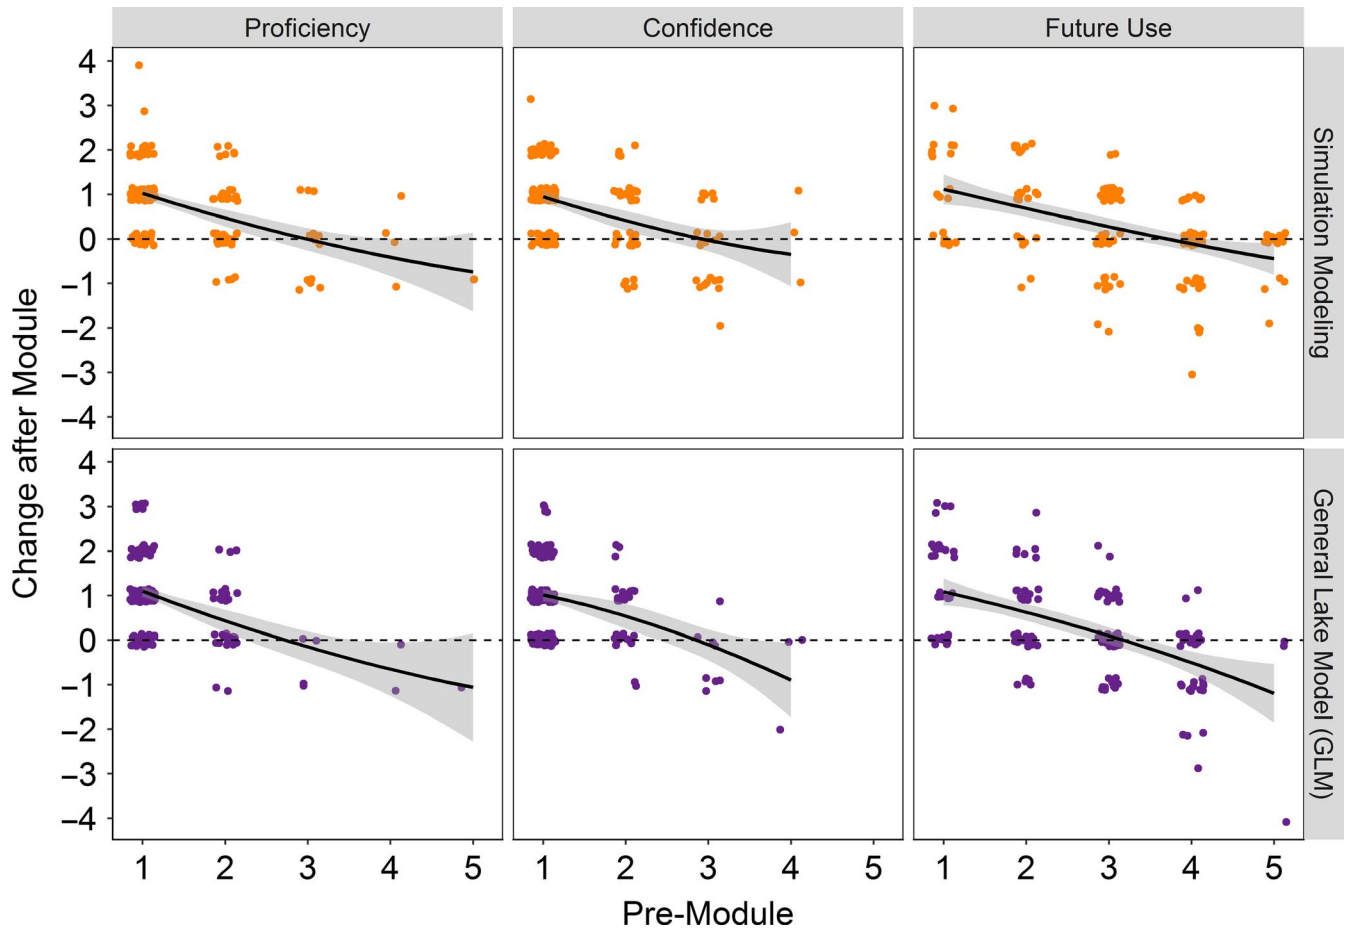 Proficiency
Confidence
Future Use
4
3
2
1
0
−1
−2
−3
−4
Simulation Modeling
4
3
2
1
0
−1
−2
−3
−4
General Lake Model (GLM)
Change after Module
1 2 3 4 5
1 2 3 4 5
1 2 3 4 5
Pre-Module